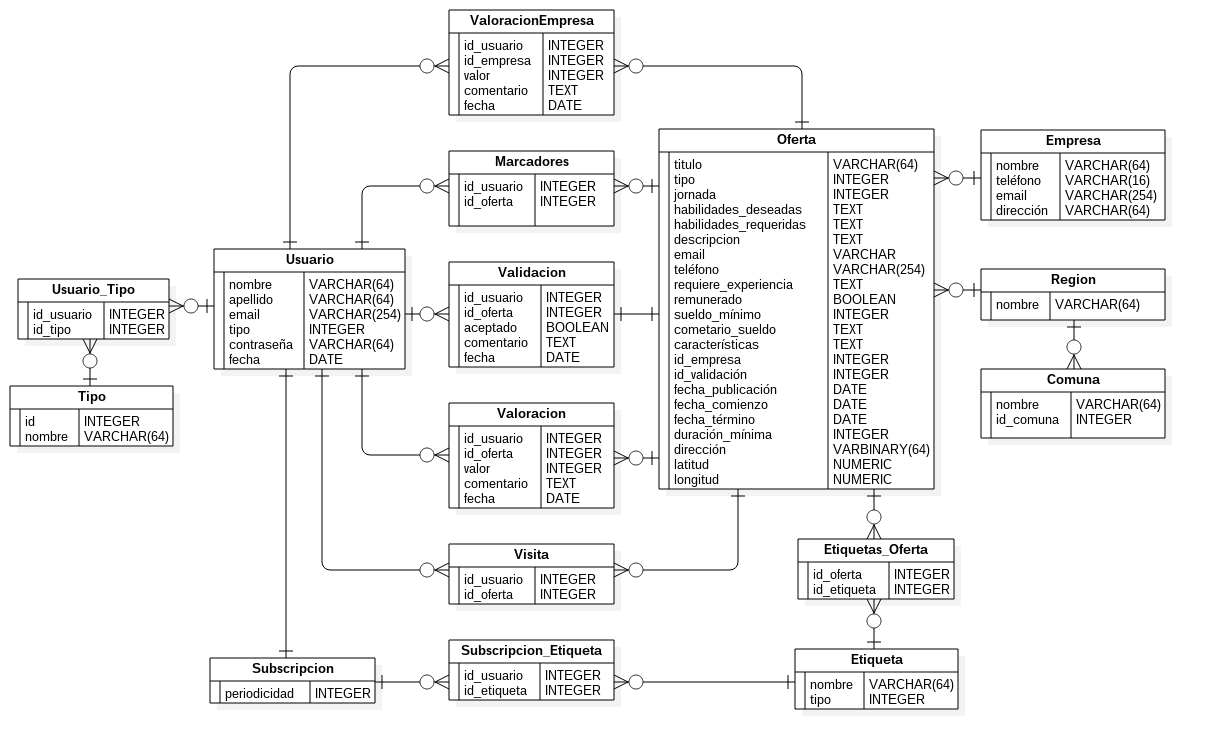 ValoracionEmpresa
id_usuario INTEGER
id_empresa INTEGER
valor INTEGER
comentario TEXT
fecha DATE
Marcadores
id_usuario INTEGER
id_oferta INTEGER
Oferta
titulo VARCHAR(64)
tipo INTEGER
jornada INTEGER
habilidades_deseadas TEXT
habilidades_requeridas TEXT
descripcion TEXT
email VARCHAR
teléfono VARCHAR(254)
requiere_experiencia TEXT
remunerado BOOLEAN
sueldo_mínimo INTEGER
cometario_sueldo TEXT
características TEXT
id_empresa INTEGER
id_validación INTEGER
fecha_publicación DATE
fecha_comienzo DATE
fecha_término DATE
duración_mínima INTEGER
dirección VARBINARY(64)
latitud NUMERIC
longitud NUMERIC
Empresa
nombre VARCHAR(64)
teléfono VARCHAR(16)
email VARCHAR(254)
dirección VARCHAR(64)
Usuario
nombre VARCHAR(64)
apellido VARCHAR(64)
email VARCHAR(254)
tipo INTEGER
contraseña VARCHAR(64)
fecha DATE
Validacion
id_usuario INTEGER
id_oferta INTEGER
aceptado BOOLEAN
comentario TEXT
fecha DATE
Region
nombre VARCHAR(64)
Usuario_Tipo
id_usuario INTEGER
id_tipo INTEGER
Comuna
nombre VARCHAR(64)
id_comuna INTEGER
Tipo
id INTEGER
nombre VARCHAR(64)
Valoracion
id_usuario INTEGER
id_oferta INTEGER
valor INTEGER
comentario TEXT
fecha DATE
Visita
id_usuario INTEGER
id_oferta INTEGER
Etiquetas_Oferta
id_oferta INTEGER
id_etiqueta INTEGER
Subscripcion
periodicidad INTEGER
Subscripcion_Etiqueta
id_usuario INTEGER
id_etiqueta INTEGER
Etiqueta
nombre VARCHAR(64)
tipo INTEGER